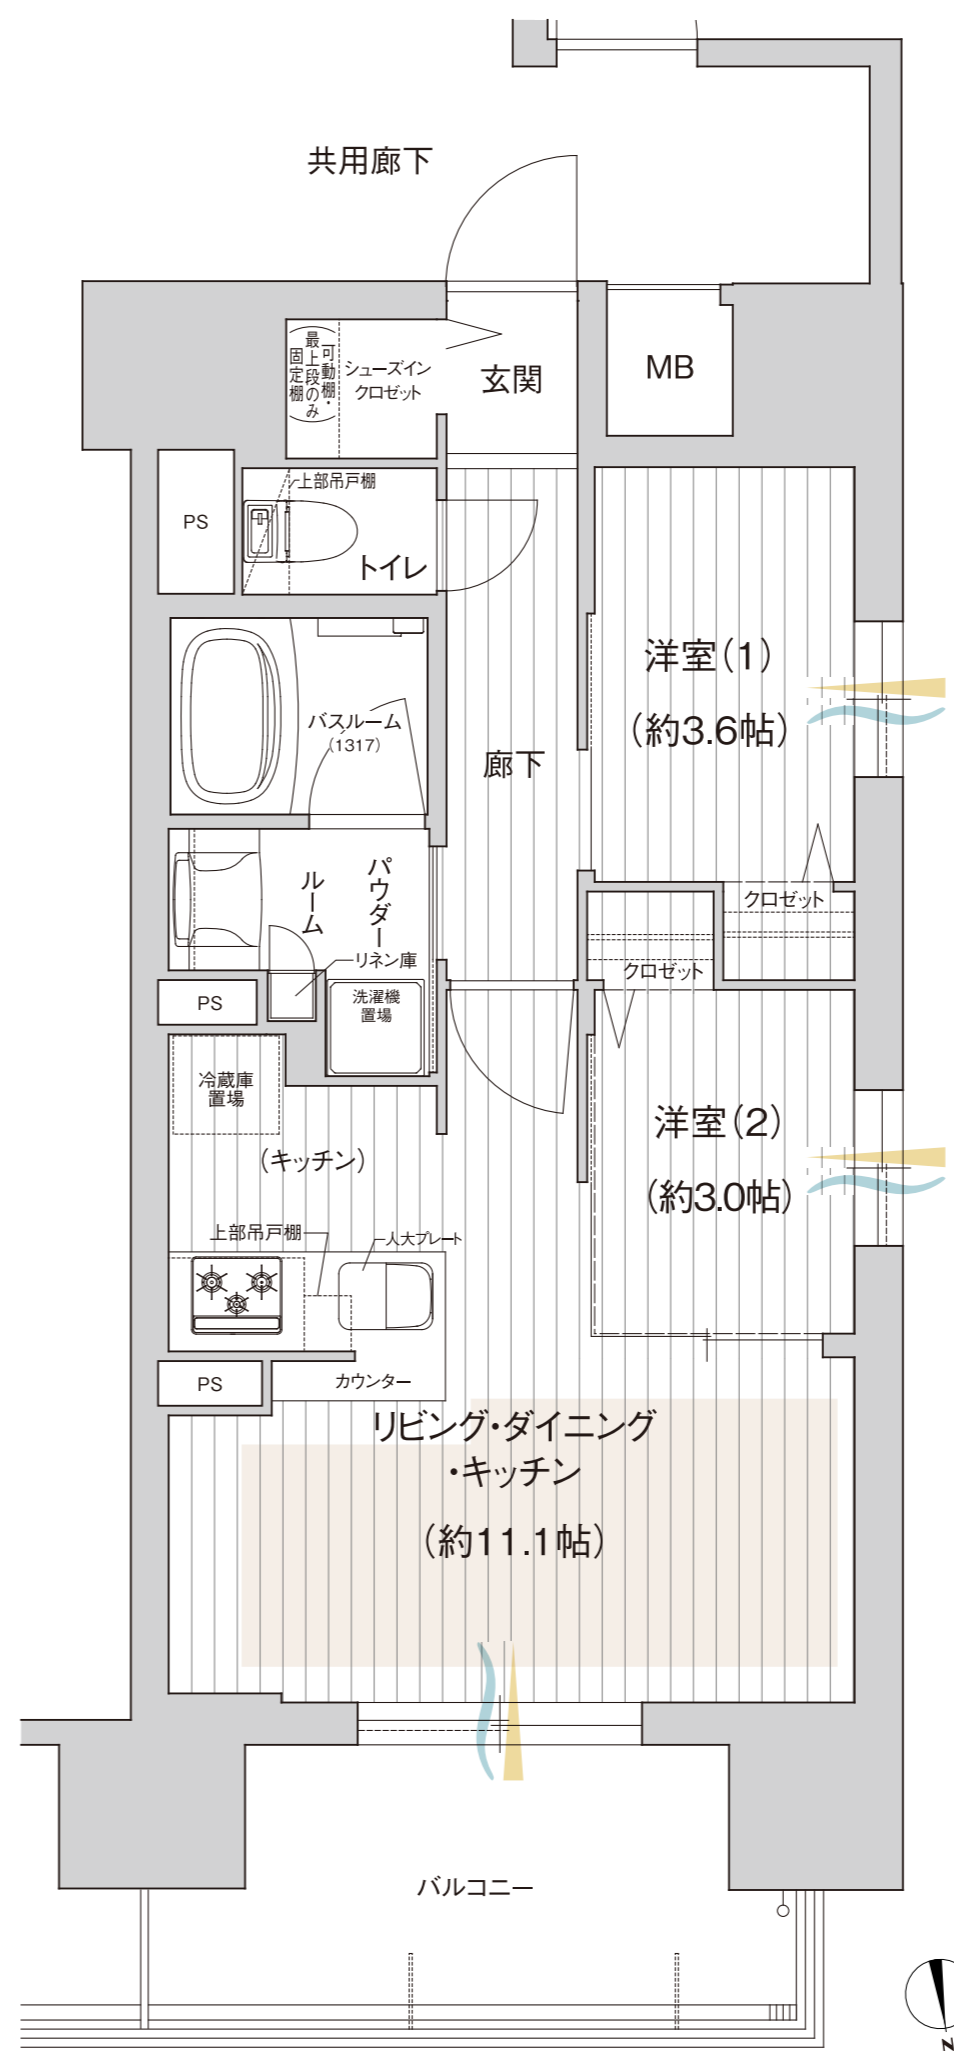 共用廊下
(可動棚・
最上段のみ
固定棚)
シューズイン
クロゼット
玄関
MB
PS
上部吊戸棚
トイレ
洋室(1)
(約3.6帖)
バスルーム
(1317)
廊下
パウダー
ルーム
クロゼット
リネン庫
クロゼット
PS
洗濯機
置場
冷蔵庫
置場
洋室(2)
(約3.0帖)
(キッチン)
上部吊戸棚
人大プレート
PS
カウンター
リビング・ダイニング
・キッチン
(約11.1帖)
バルコニー
N